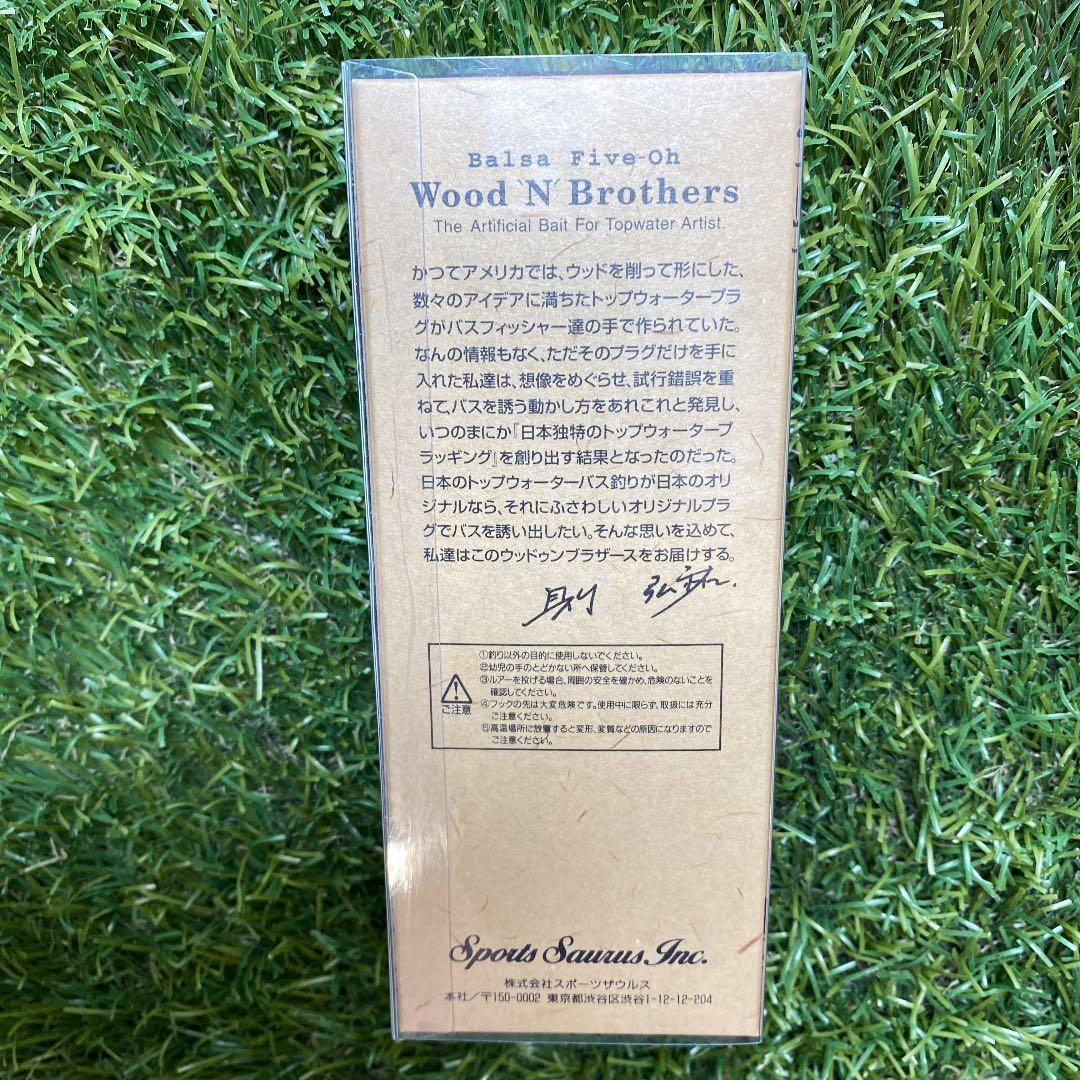 Balsa Five-Oh
Wood 'N' Brothers
The Artificial Bait For Topwater Artist.
かつてアメリカでは、ウッドを削って形にした、
数々のアイデアに満ちたトップウォータープラ
グがバスフィッシャー達の手で作られていた。
なんの情報もなく、ただそのプラグだけを手に
入れた私達は、想像をめぐらせ、試行錯誤を重
ねて、バスを誘う動かし方をあれこれと発見し、
いつのまにか『日本独特のトップウォータープ
ラッギング』を創り出す結果となったのだった。
日本のトップウォーターバス釣りが日本のオリ
ジナルなら、それにふさわしいオリジナルプラ
グでバスを誘い出したい。そんな思いを込めて、
私達はこのウッドゥンブラザースをお届けする。
ご注意
①釣り以外の目的に使用しないでください。
②幼児の手のとどかない所へ保管してください。
③ルアーを投げる場合、周囲の安全を確かめ、危険のないことを
確認してください。
④フックの先は大変危険です。使用中に限らず、取扱には充分
ご注意ください。
⑤高温場所に放置すると変形、変質などの原因になりますので
ご注意ください。
Sports Saurus Inc.
株式会社スポーツザウルス
本社/〒150-0002 東京都渋谷区渋谷1-12-12-204